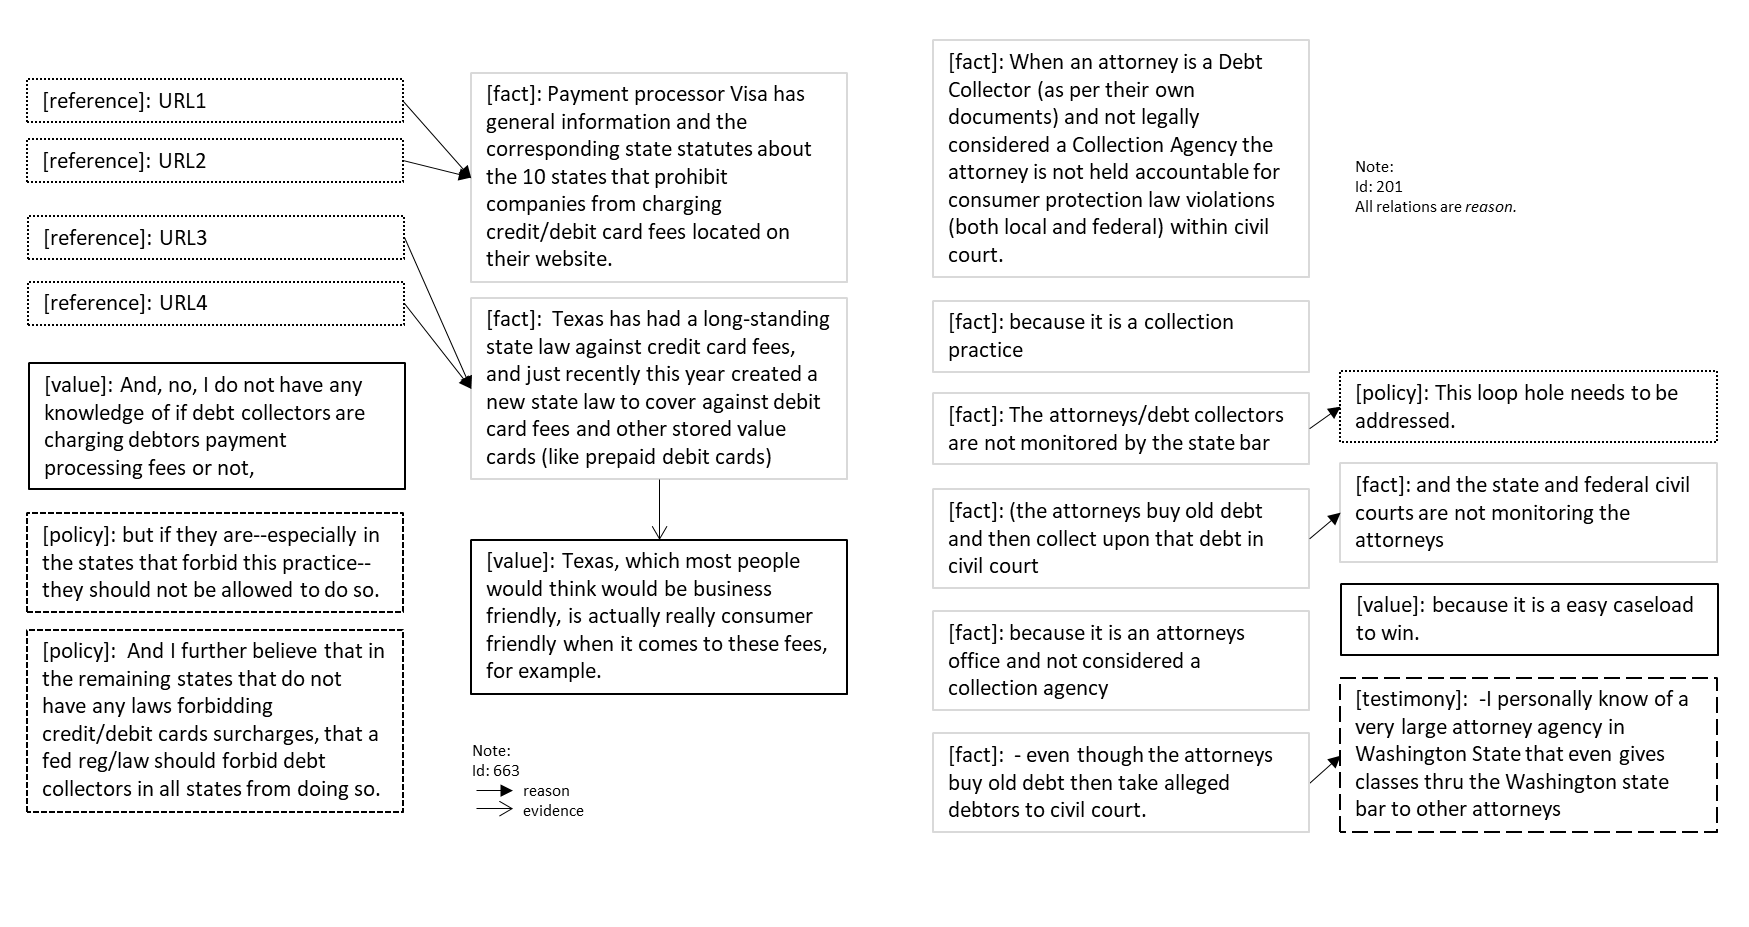 [reference]: URL1
[reference]: URL2
[reference]: URL3
[reference]: URL4
[value]: And, no, I do not have any
knowledge of if debt collectors are
charging debtors payment
processing fees or not,
[policy]: but if they are--especially in
the states that forbid this practice--
they should not be allowed to do so.
[policy]: And I further believe that in
the remaining states that do not
have any laws forbidding
credit/debit cards surcharges, that a
fed reg/law should forbid debt
collectors in all states from doing so.
[fact]: Payment processor Visa has
general information and the
corresponding state statutes about
the 10 states that prohibit
companies from charging
credit/debit card fees located on
their website.
[fact]: Texas has had a long-standing
state law against credit card fees,
and just recently this year created a
new state law to cover against debit
card fees and other stored value
cards (like prepaid debit cards)
[value]: Texas, which most people
would think would be business
friendly, is actually really consumer
friendly when it comes to these fees,
for example.
Note:
Id: 663
reason
evidence
[fact]: When an attorney is a Debt
Collector (as per their own
documents) and not legally
considered a Collection Agency the
attorney is not held accountable for
consumer protection law violations
(both local and federal) within civil
court.
[fact]: because it is a collection
practice
[fact]: The attorneys/debt collectors
are not monitored by the state bar
[fact]: (the attorneys buy old debt
and then collect upon that debt in
civil court
[fact]: because it is an attorneys
office and not considered a
collection agency
[fact]: - even though the attorneys
buy old debt then take alleged
debtors to civil court.
Note:
Id: 201
All relations are reason.
[policy]: This loop hole needs to be
addressed.
[fact]: and the state and federal civil
courts are not monitoring the
attorneys
[value]: because it is a easy caseload
to win.
[testimony]: -I personally know of a
very large attorney agency in
Washington State that even gives
classes thru the Washington state
bar to other attorneys